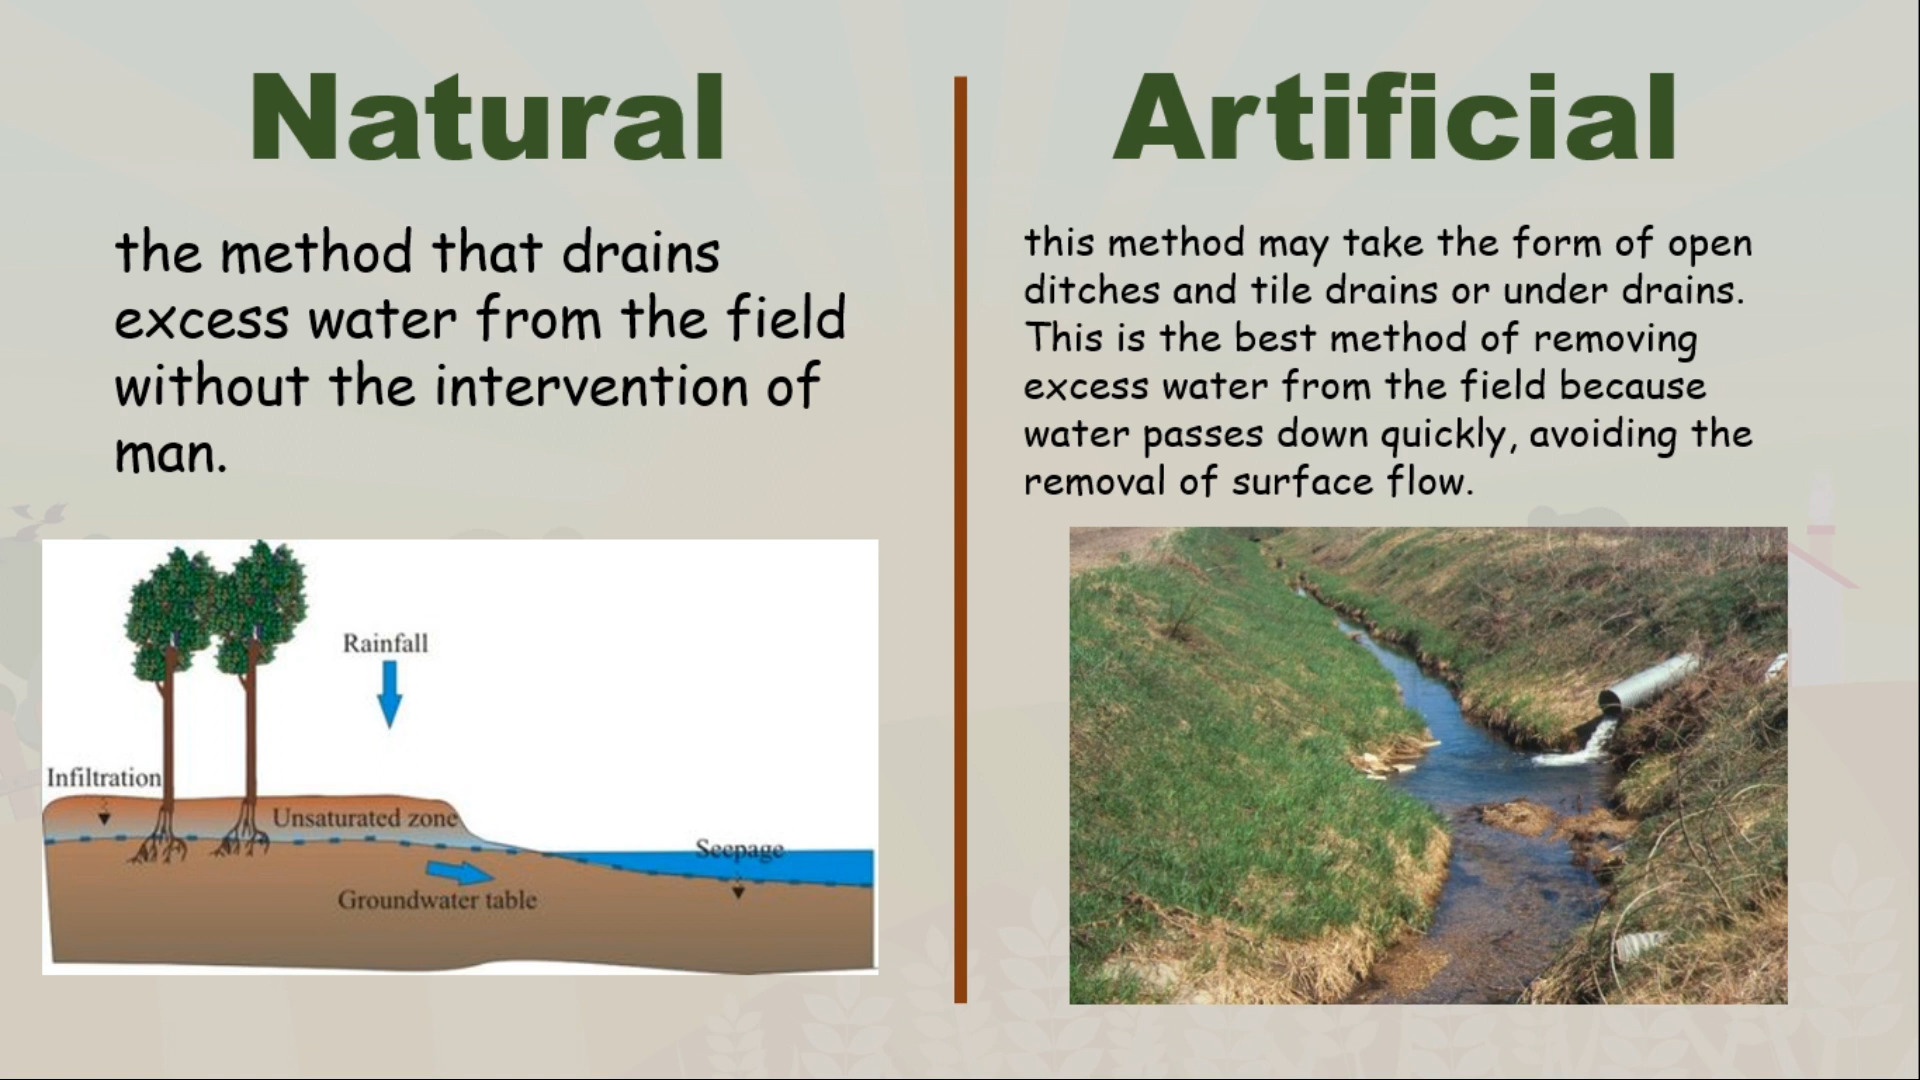 Natural
the method that drains
excess water from the field
without the intervention of
man.
Rainfall
Infiltration
Unsaturated zone
Seepage
Groundwater table
Artificial
this method may take the form of open
ditches and tile drains or under drains.
This is the best method of removing
excess water from the field because
water passes down quickly, avoiding the
removal of surface flow.